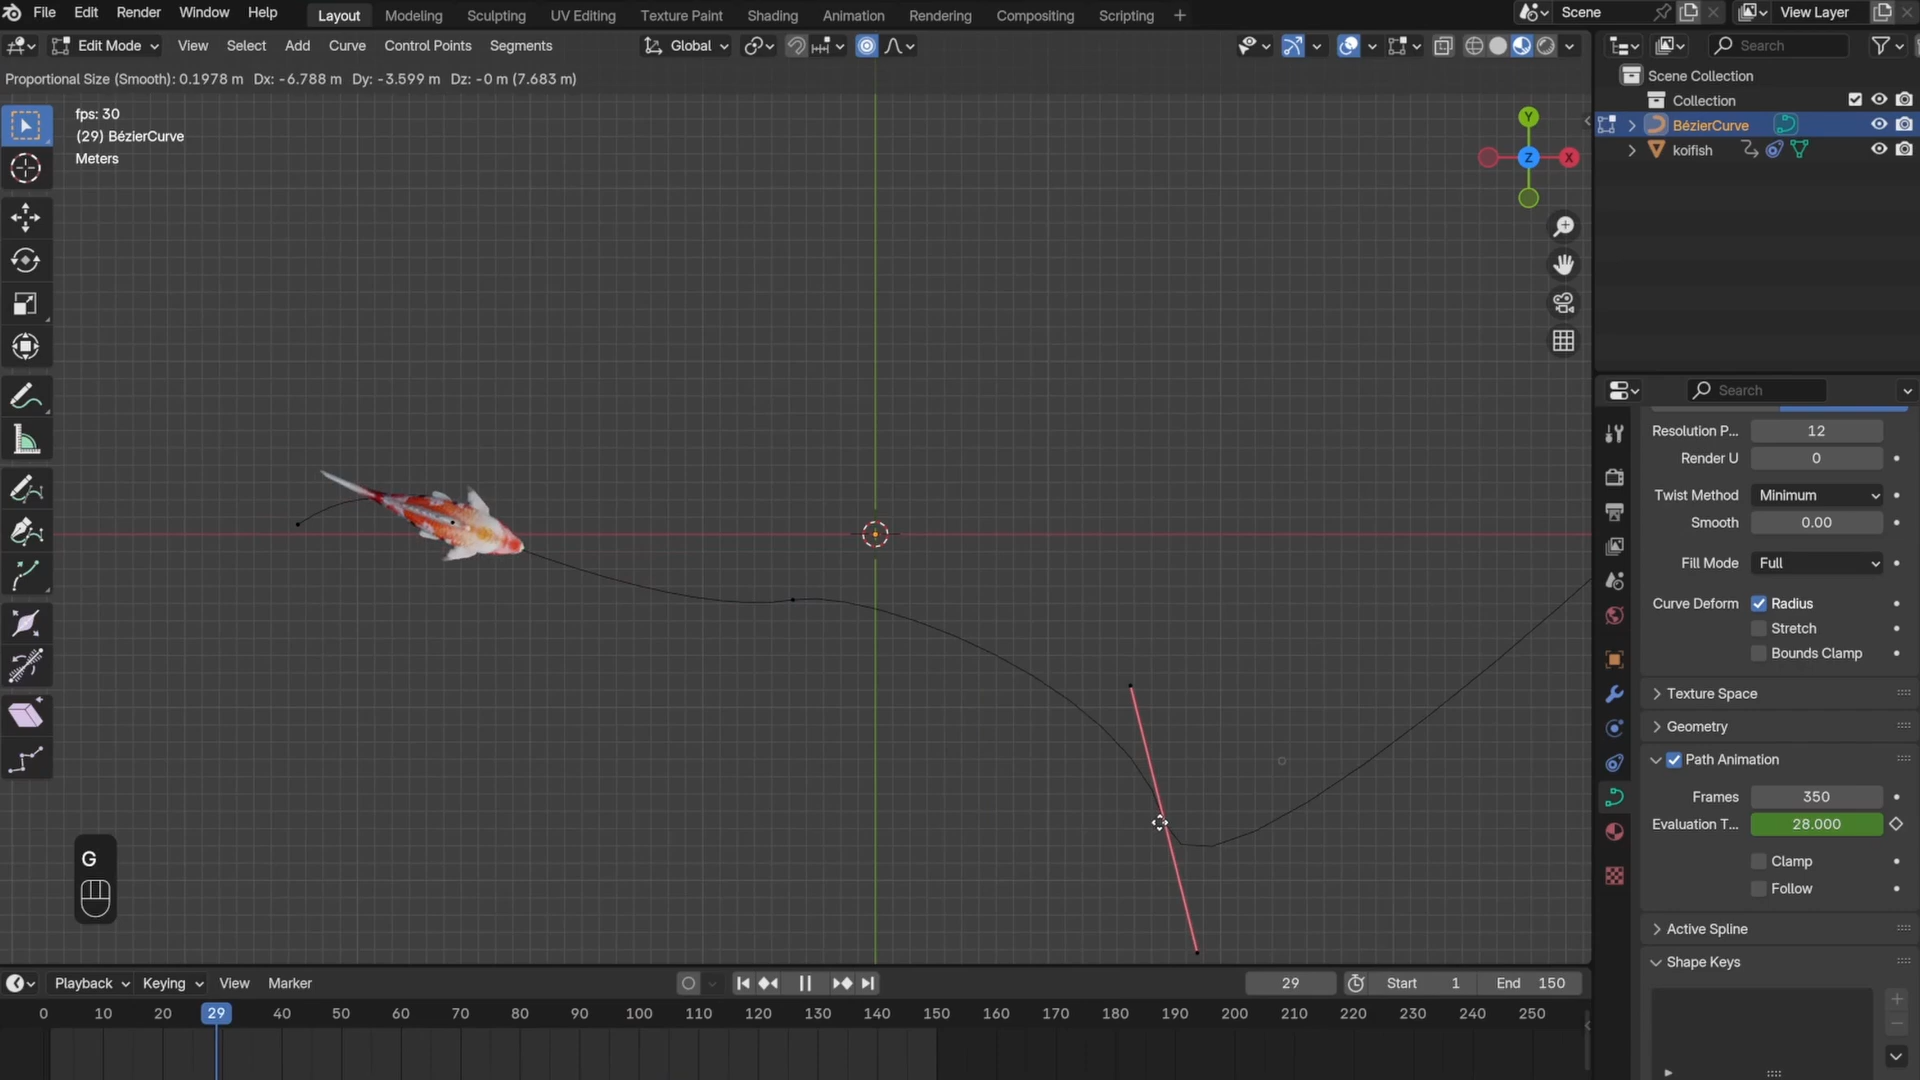 File Edit Render Window Help Layout Modeling Sculpting UV Editing Texture Paint Shading Animation Rendering Compositing Scripting + Scene View Layer
Edit Mode View Select Add Curve Control Points Segments Global Search
Proportional Size (Smooth): 0.1978 m Dx: -6.788 m Dy: -3.599 m Dz: -0 m (7.683 m)
Scene Collection
Collection
BézierCurve
koifish
fps: 30
(29) BézierCurve
Meters
Y
Z
X
Search
Resolution P... 12
Render U 0
Twist Method Minimum
Smooth 0.00
Fill Mode Full
Curve Deform Radius
Stretch
Bounds Clamp
Texture Space
Geometry
Path Animation
Frames 350
Evaluation T... 28.000
Clamp
Follow
Active Spline
Shape Keys
G
Playback Keying View Marker 29 Start 1 End 150
0 10 20 29 40 50 60 70 80 90 100 110 120 130 140 150 160 170 180 190 200 210 220 230 240 250